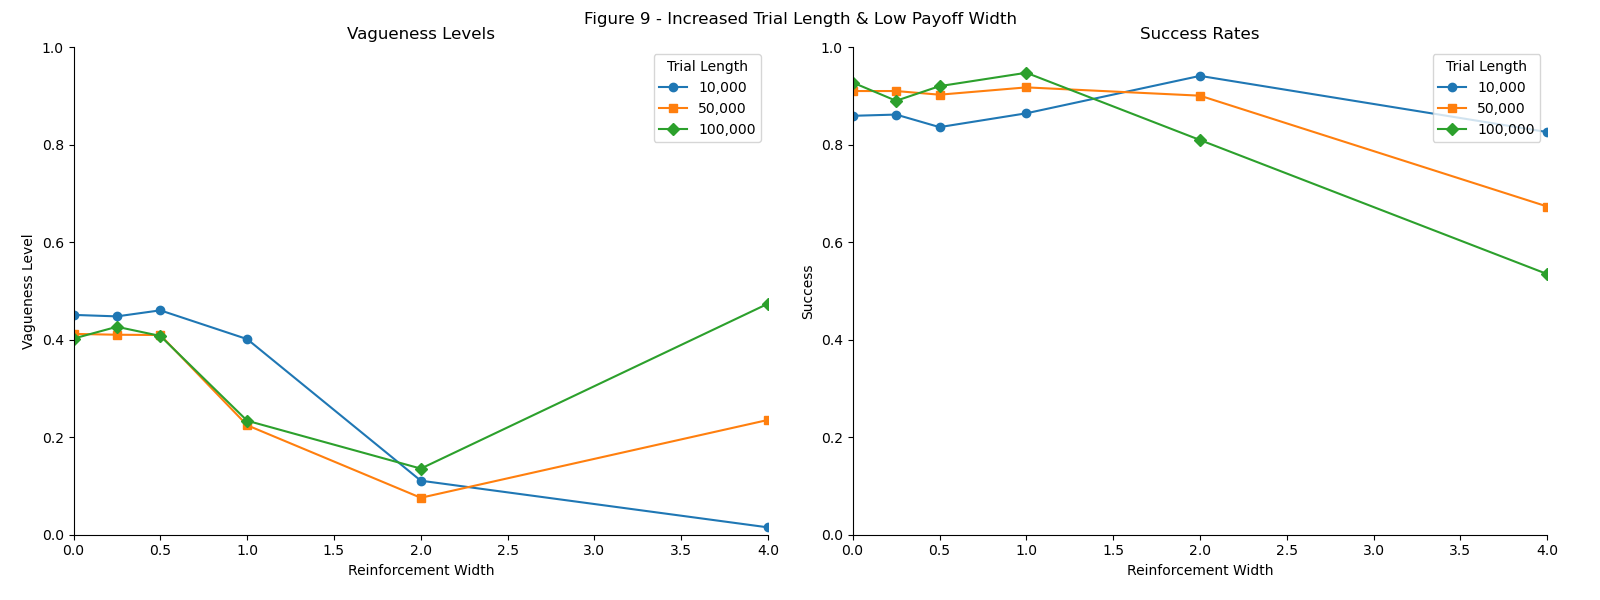 Figure 9 - Increased Trial Length & Low Payoff Width
Vagueness Levels
Vagueness Level
1.0
0.8
0.6
0.4
0.2
0.0
0.0 0.5 1.0 1.5 2.0 2.5 3.0 3.5 4.0
Reinforcement Width
Trial Length
10,000
50,000
100,000
Success Rates
Success
1.0
0.8
0.6
0.4
0.2
0.0
0.0 0.5 1.0 1.5 2.0 2.5 3.0 3.5 4.0
Reinforcement Width
Trial Length
10,000
50,000
100,000